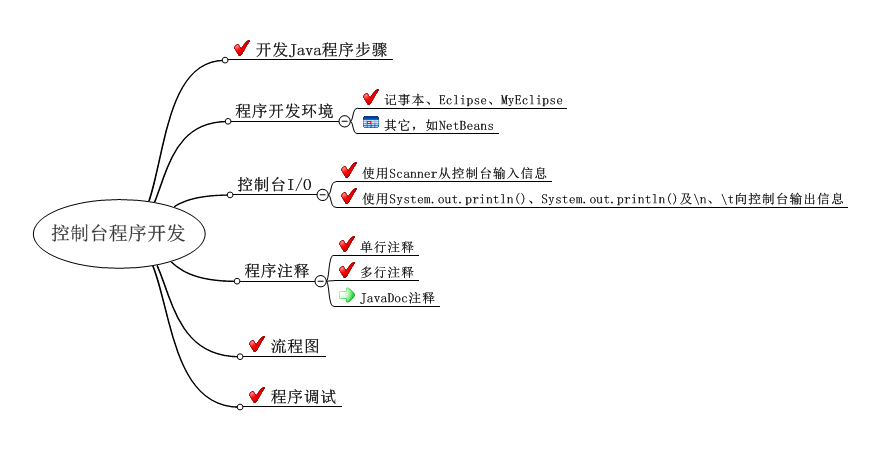 开发Java程序步骤
程序开发环境
记事本、Eclipse、MyEclipse
其它，如NetBeans
控制台I/O
使用Scanner从控制台输入信息
使用System.out.println()、System.out.println()及\n、\t向控制台输出信息
控制台程序开发
程序注释
单行注释
多行注释
JavaDoc注释
流程图
程序调试